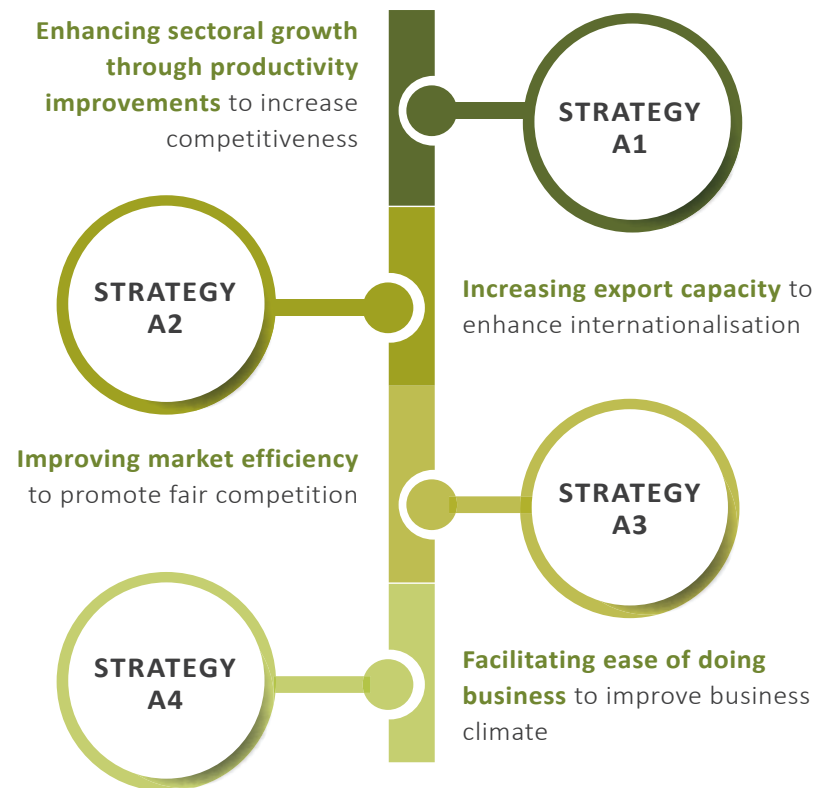 STRATEGY
A1
Enhancing sectoral growth
through productivity
improvements to increase
competitiveness
STRATEGY
A2
Increasing export capacity to
enhance internationalisation
STRATEGY
A3
Improving market efficiency
to promote fair competition
STRATEGY
A4
Facilitating ease of doing
business to improve business
climate